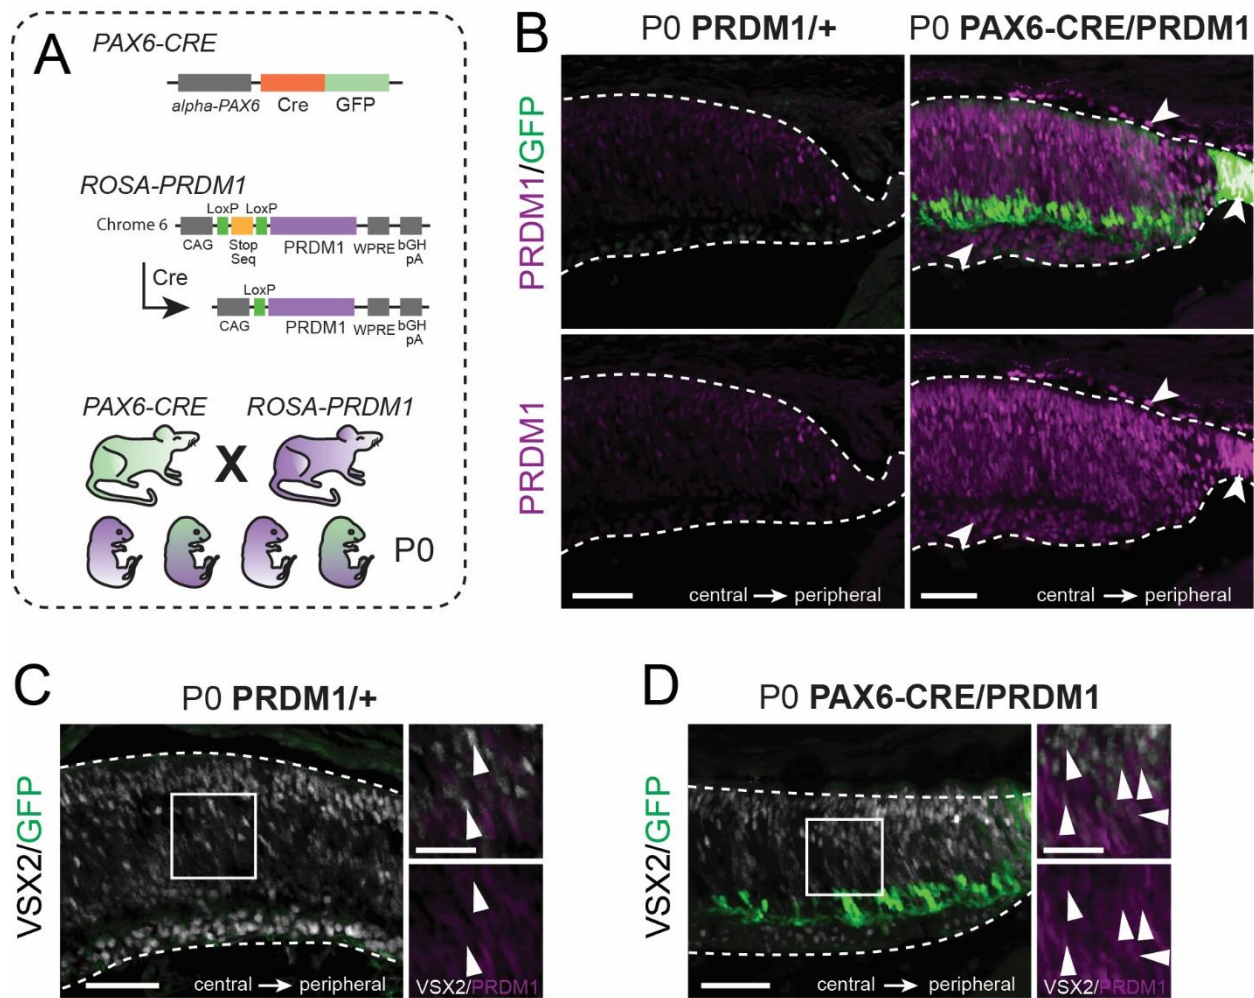 A
PAX6-CRE
alpha-PAX6
Cre
GFP
ROSA-PRDM1
LoxP LoxP
Chrome 6
CAG
Stop
Seq
PRDM1
WPRE
bGH
pA
Cre
LoxP
CAG
PRDM1
WPRE
bGH
pA
PAX6-CRE
ROSA-PRDM1
X
P0
B
P0 PRDM1/+
P0 PAX6-CRE/PRDM1
PRDM1/GFP
PRDM1
central peripheral
central peripheral
C
P0 PRDM1/+
VSX2/GFP
central peripheral
VSX2/PRDM1
D
P0 PAX6-CRE/PRDM1
VSX2/GFP
central peripheral
VSX2/PRDM1